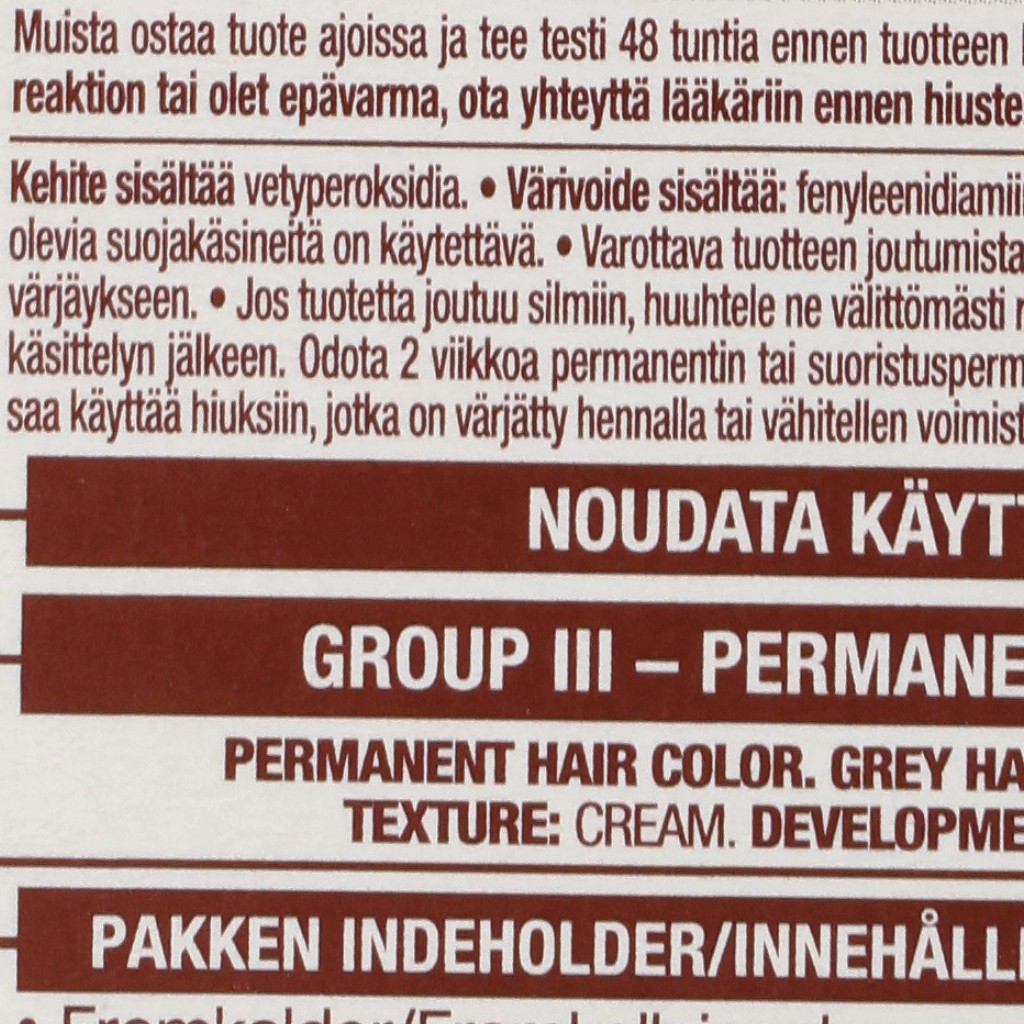 Muista ostaa tuote ajoissa ja tee testi 48 tuntia ennen tuotteen
reaktion tai olet epävarma, ota yhteyttä lääkäriin ennen hiuste
Kehite sisältää vetyperoksidia. • Värivoide sisältää: fenyleenidiamii
olevia suojakäsineitä on käytettävä. • Varottava tuotteen joutumista
värjäykseen. • Jos tuotetta joutuu silmiin, huuhtele ne välittömästi
käsittelyn jälkeen. Odota 2 viikkoa permanentin tai suoristusperm
saa käyttää hiuksiin, jotka on värjätty hennalla tai vähitellen voimist
NOUDATA KÄYTT
GROUP III – PERMANE
PERMANENT HAIR COLOR. GREY HA
TEXTURE: CREAM. DEVELOPME
PAKKEN INDEHOLDER/INNEHÅLL